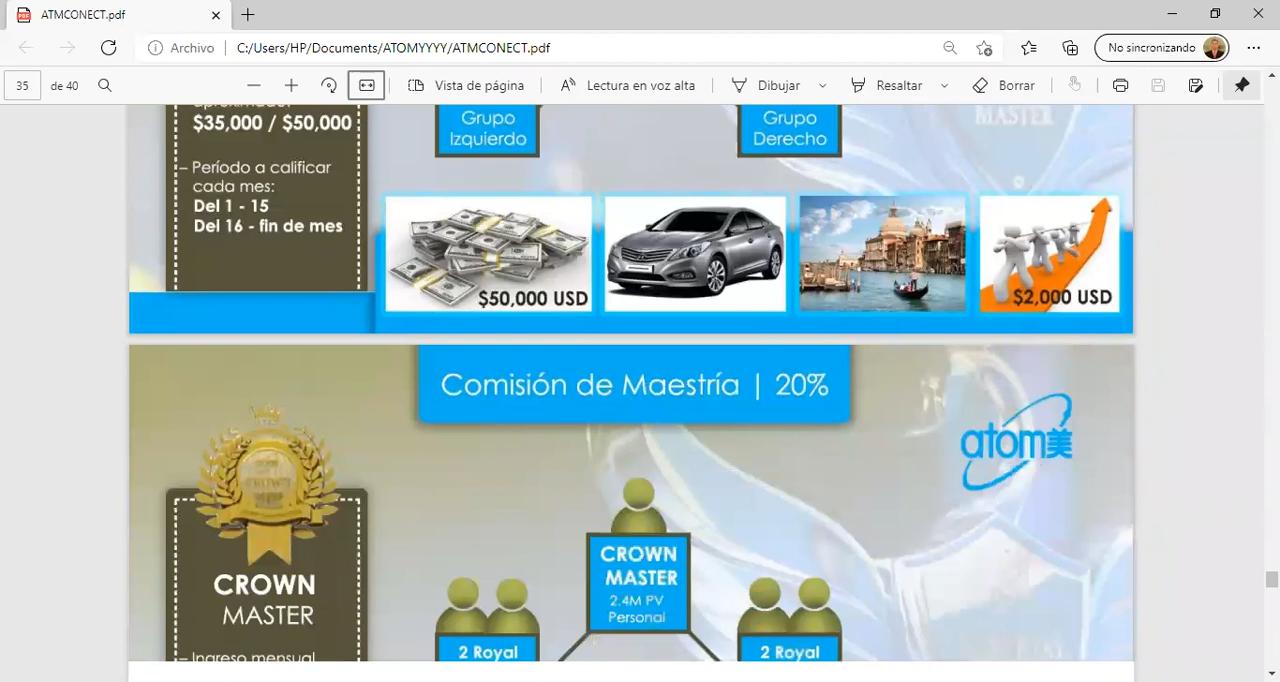 ATMCONECT.pdf
Archivo
C:/Users/HP/Documents/ATOMYYYY/ATMCONECT.pdf
No sincronizando
35
de 40
Vista de página
Lectura en voz alta
Dibujar
Resaltar
Borrar
$35,000 / $50,000
– Período a calificar
cada mes:
Del 1 - 15
Del 16 - fin de mes
Grupo
Izquierdo
Grupo
Derecho
MASTER
$50,000 USD
$2,000 USD
Comisión de Maestría | 20%
atom美
CROWN
MASTER
– Ingreso mensual
CROWN
MASTER
2.4M PV
Personal
2 Royal
2 Royal